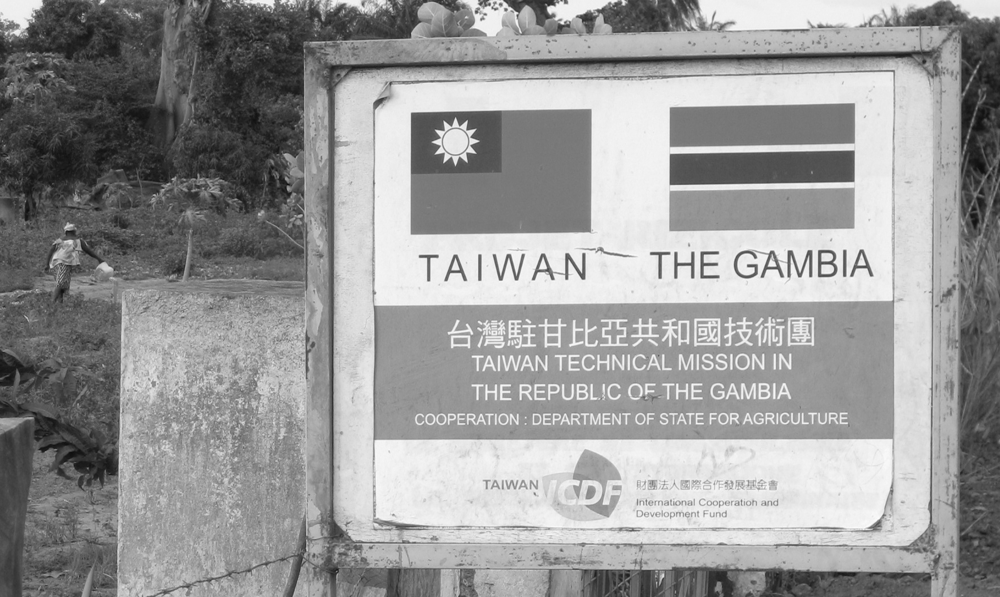 TAIWAN
THE GAMBIA
台灣駐甘比亞共和國技術團
TAIWAN TECHNICAL MISSION IN
THE REPUBLIC OF THE GAMBIA
COOPERATION : DEPARTMENT OF STATE FOR AGRICULTURE
TAIWAN ICDF
財團法人國際合作發展基金會
International Cooperation and
Development Fund